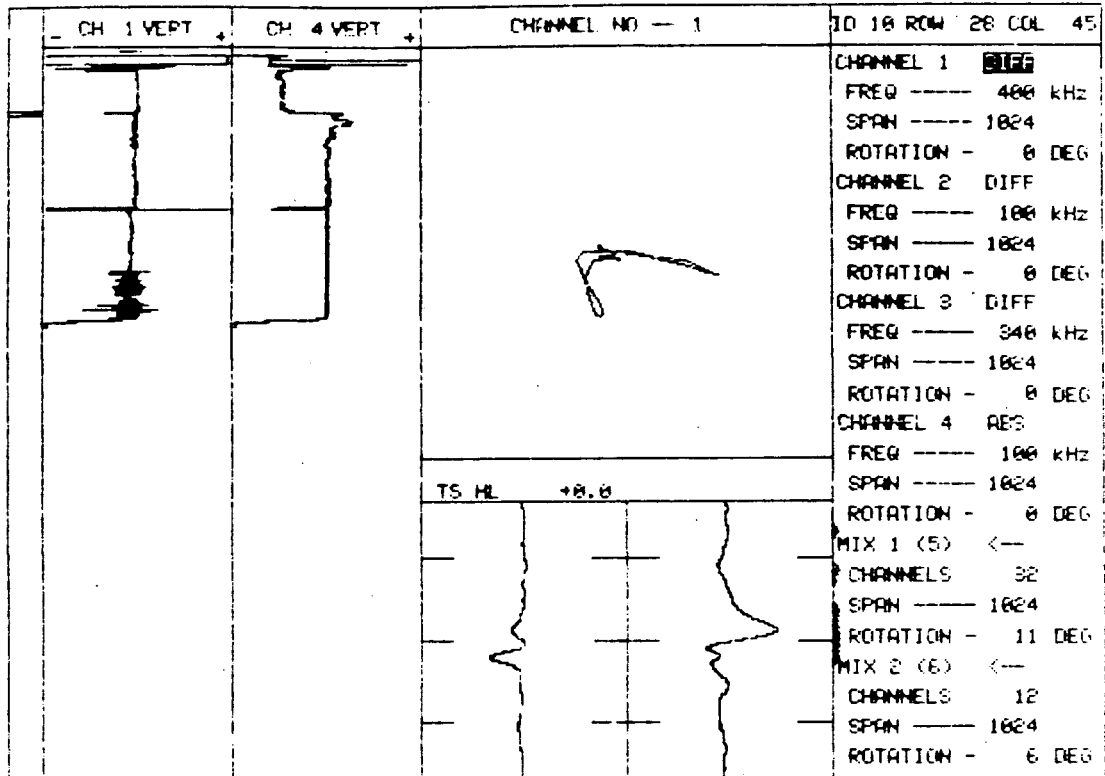 - CH 1 VERT +
CH 4 VERT +
CHANNEL NO -- 1
ID 10 ROW 28 COL 45
CHANNEL 1 DIFF
FREQ ----- 400 kHz
SPAN ----- 1024
ROTATION - 0 DEG
CHANNEL 2 DIFF
FREQ ----- 100 kHz
SPAN ----- 1024
ROTATION - 0 DEG
CHANNEL 3 DIFF
FREQ ----- 340 kHz
SPAN ----- 1024
ROTATION - 0 DEG
CHANNEL 4 ABS
FREQ ----- 100 kHz
SPAN ----- 1024
ROTATION - 0 DEG
MIX 1 (5) <--
CHANNELS 32
SPAN ----- 1024
ROTATION - 11 DEG
MIX 2 (6) <--
CHANNELS 12
SPAN ----- 1024
ROTATION - 6 DEG
TS HL +0.0